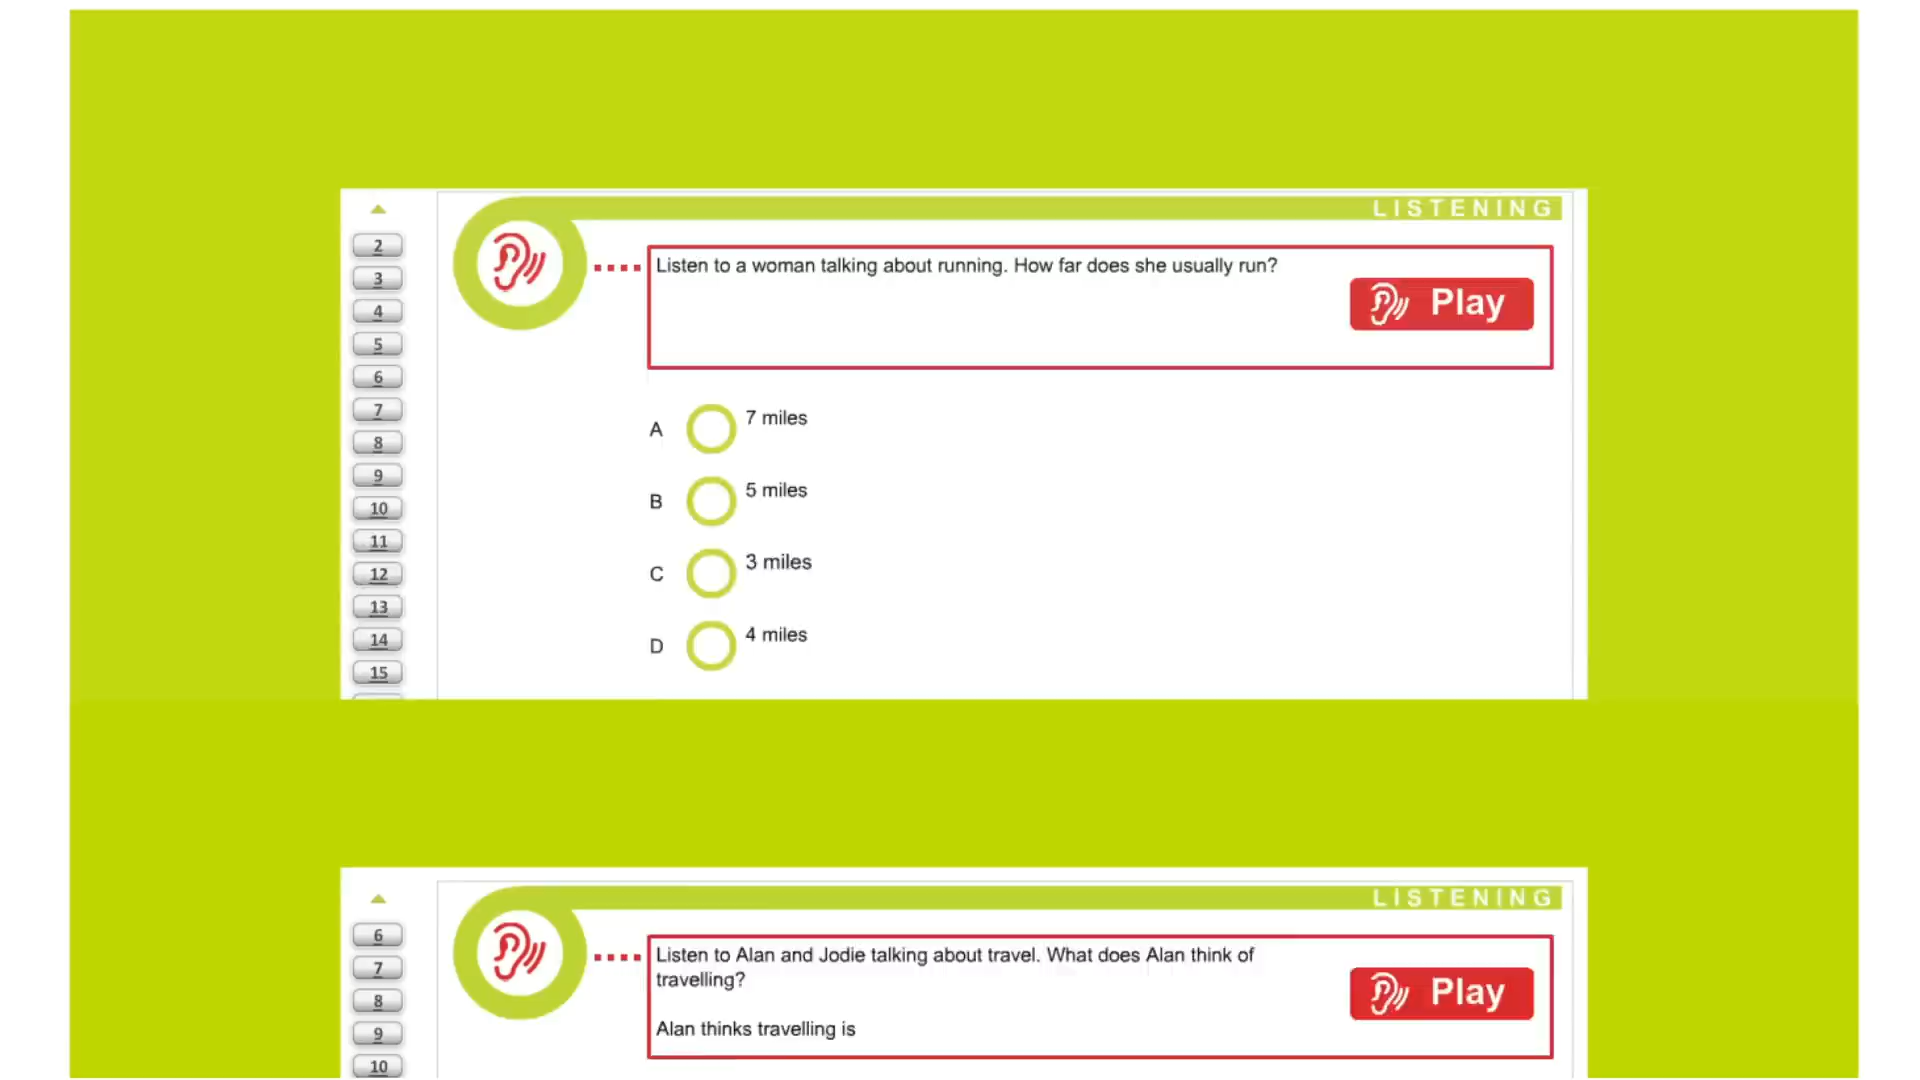 LISTENING
2
3
4
5
6
7
8
9
10
11
12
13
14
15
Listen to a woman talking about running. How far does she usually run?
Play
A 7 miles
B 5 miles
C 3 miles
D 4 miles
LISTENING
6
7
8
9
10
Listen to Alan and Jodie talking about travel. What does Alan think of
travelling?
Play
Alan thinks travelling is